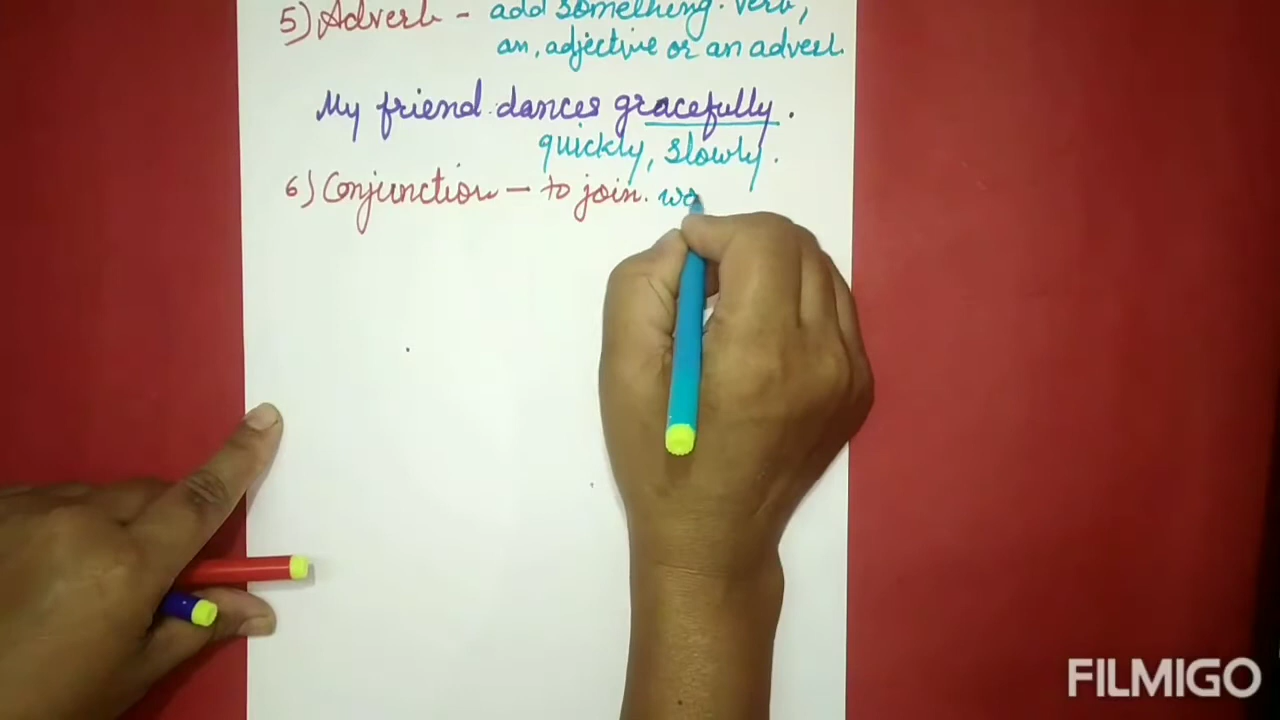 5) Adverb - add something. verb,
an, adjective or an adverb.
My friend dances gracefully.
quickly, slowly.
6) Conjunction - to join. wo
FILMIGO